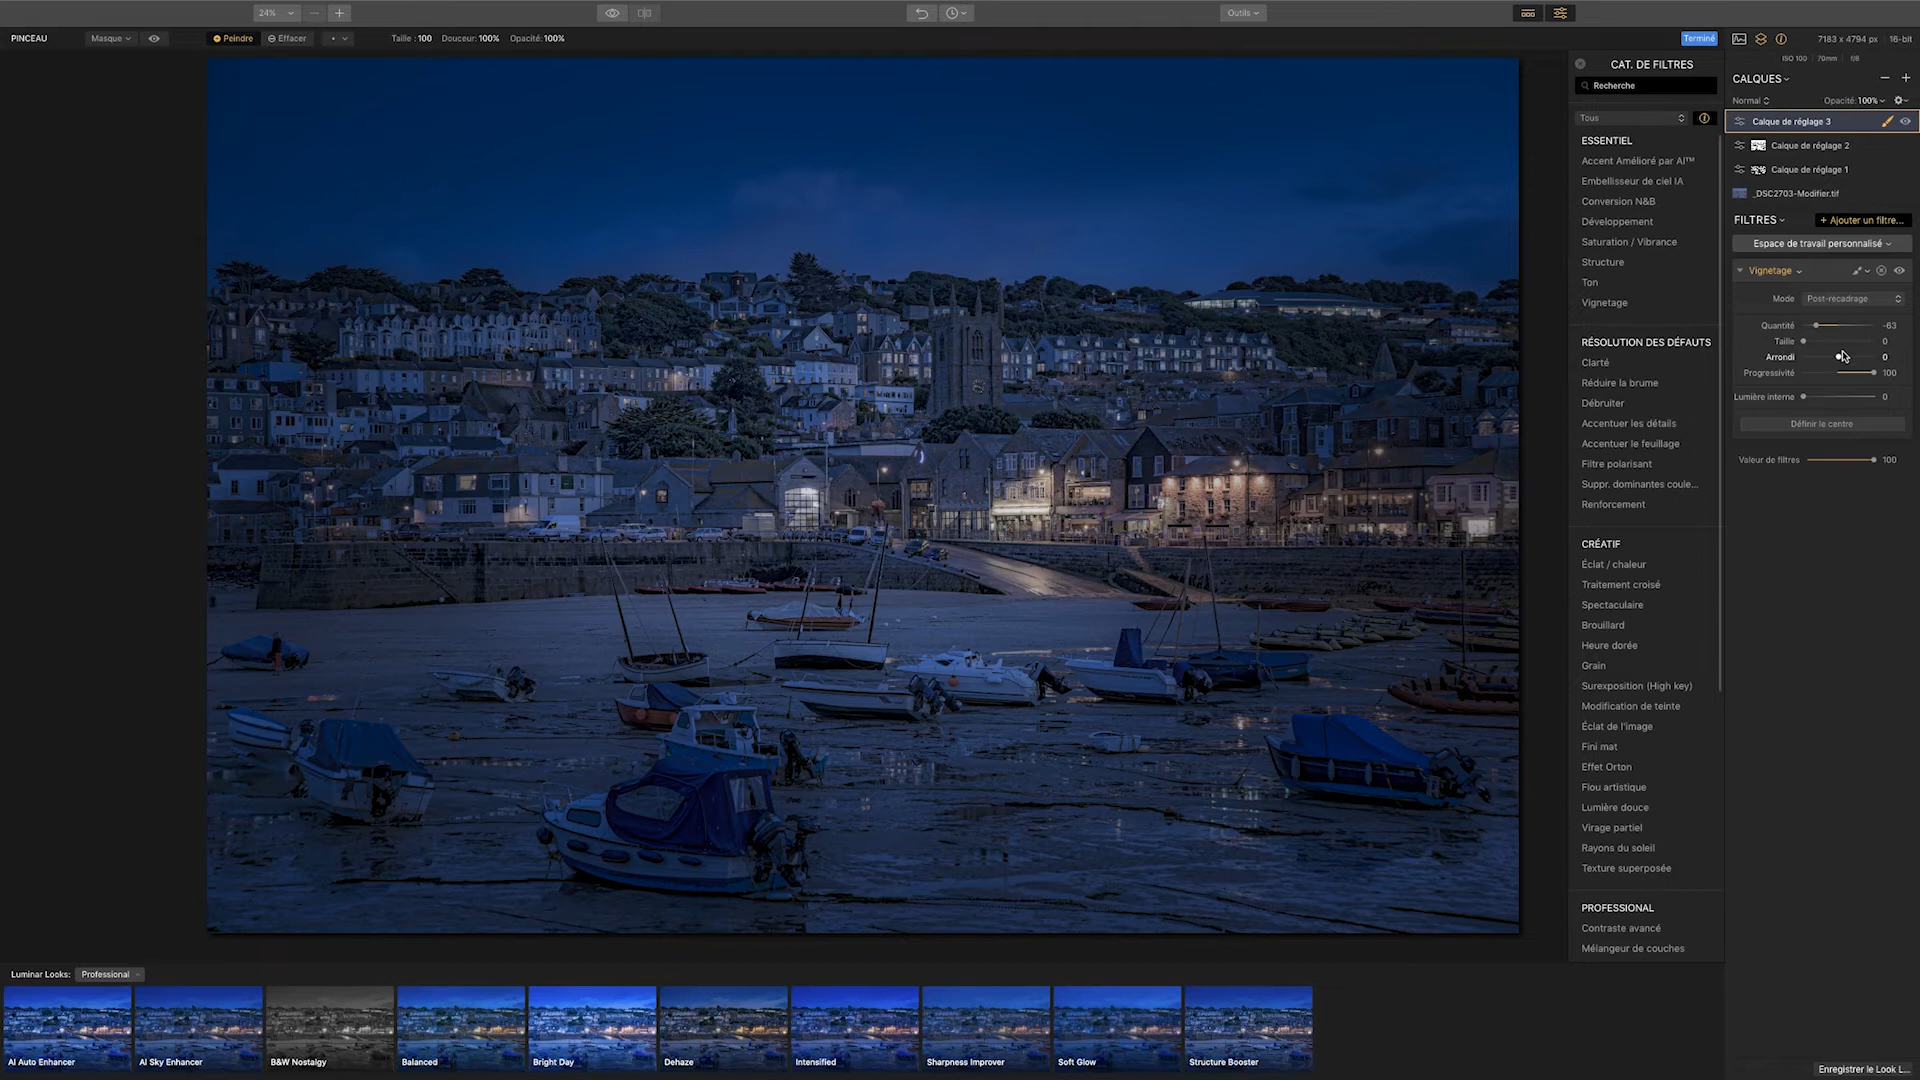 24%
Outils
PINCEAU
Masque
Peindre
Effacer
Taille : 100
Douceur: 100%
Opacité: 100%
Terminé
7183 x 4794 px
16-bit
ISO 100
70mm
f/8
CAT. DE FILTRES
Recherche
Tous
ESSENTIEL
Accent Amélioré par AI™
Embellisseur de ciel IA
Conversion N&B
Développement
Saturation / Vibrance
Structure
Ton
Vignetage
RÉSOLUTION DES DÉFAUTS
Clarté
Réduire la brume
Débruiter
Accentuer les détails
Accentuer le feuillage
Filtre polarisant
Suppr. dominantes coule...
Renforcement
CRÉATIF
Éclat / chaleur
Traitement croisé
Spectaculaire
Brouillard
Heure dorée
Grain
Surexposition (High key)
Modification de teinte
Éclat de l'image
Fini mat
Effet Orton
Flou artistique
Lumière douce
Virage partiel
Rayons du soleil
Texture superposée
PROFESSIONAL
Contraste avancé
Mélangeur de couches
CALQUES
Normal
Opacité: 100%
Calque de réglage 3
Calque de réglage 2
Calque de réglage 1
_DSC2703-Modifier.tif
FILTRES
+ Ajouter un filtre...
Espace de travail personnalisé
Vignetage
Mode Post-recadrage
Quantité -63
Taille 0
Arrondi 0
Progressivité 100
Lumière interne 0
Définir le centre
Valeur de filtres 100
Luminar Looks: Professional
AI Auto Enhancer
AI Sky Enhancer
B&W Nostalgy
Balanced
Bright Day
Dehaze
Intensified
Sharpness Improver
Soft Glow
Structure Booster
Enregistrer le Look L...